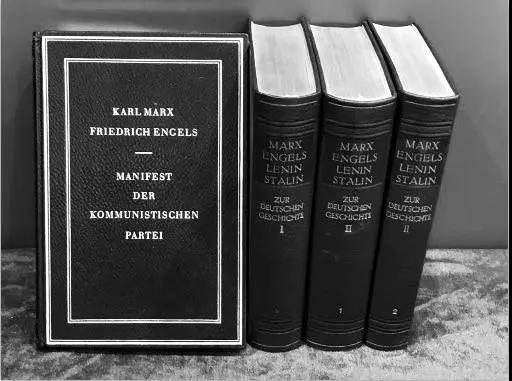 KARL MARX
FRIEDRICH ENGELS
MANIFEST
DER
KOMMUNISTISCHEN
PARTEI
MARX
ENGELS
LENIN
STALIN
ZUR
DEUTSCHEN
GESCHICHTE
I
MARX
ENGELS
LENIN
STALIN
ZUR
DEUTSCHEN
GESCHICHTE
II
1
MARX
ENGELS
LENIN
STALIN
ZUR
DEUTSCHEN
GESCHICHTE
II
2